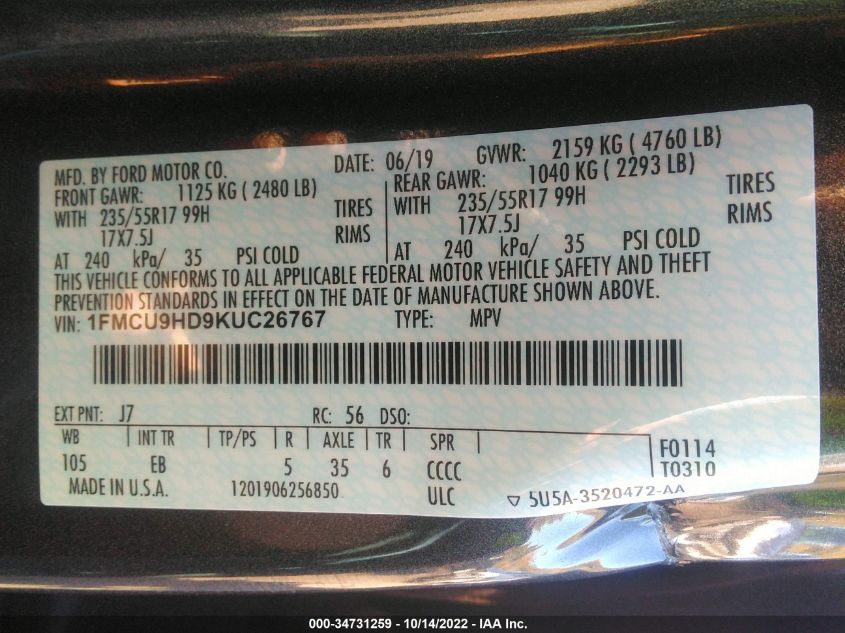 MFD. BY FORD MOTOR CO. DATE: 06/19 GVWR: 2159 KG ( 4760 LB)
FRONT GAWR: 1125 KG ( 2480 LB) REAR GAWR: 1040 KG ( 2293 LB)
WITH 235/55R17 99H TIRES WITH 235/55R17 99H TIRES
17X7.5J RIMS 17X7.5J RIMS
AT 240 kPa/ 35 PSI COLD AT 240 kPa/ 35 PSI COLD
THIS VEHICLE CONFORMS TO ALL APPLICABLE FEDERAL MOTOR VEHICLE SAFETY AND THEFT
PREVENTION STANDARDS IN EFFECT ON THE DATE OF MANUFACTURE SHOWN ABOVE.
VIN: 1FMCU9HD9KUC26767 TYPE: MPV
EXT PNT: J7 RC: 56 DSO:
WB INT TR TP/PS R AXLE TR SPR F0114
105 EB 5 35 6 CCCC T0310
MADE IN U.S.A. 1201906256850 ULC ▽ 5U5A-3520472-AA
000-34731259 - 10/14/2022 - IAA Inc.